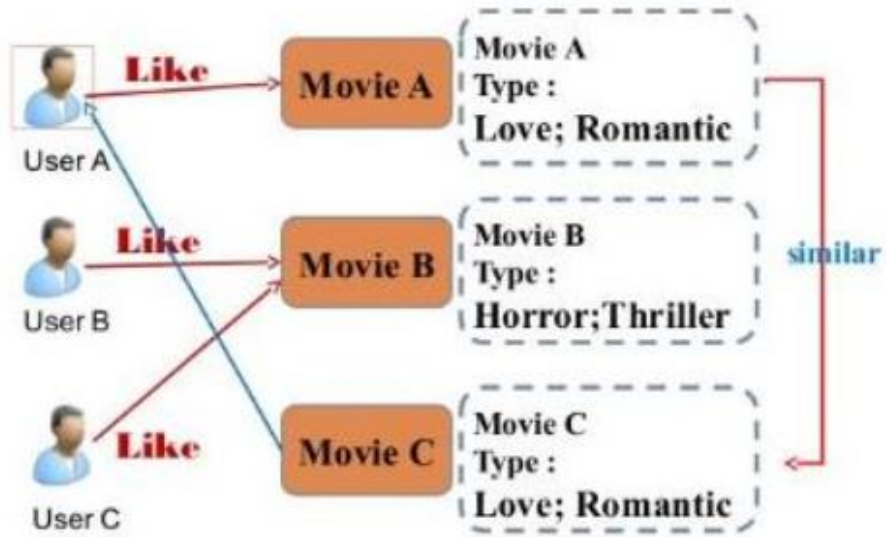 Like
User A
Movie A
Movie A
Type :
Love; Romantic
Like
User B
Movie B
Movie B
Type :
Horror;Thriller
similar
Like
User C
Movie C
Movie C
Type :
Love; Romantic